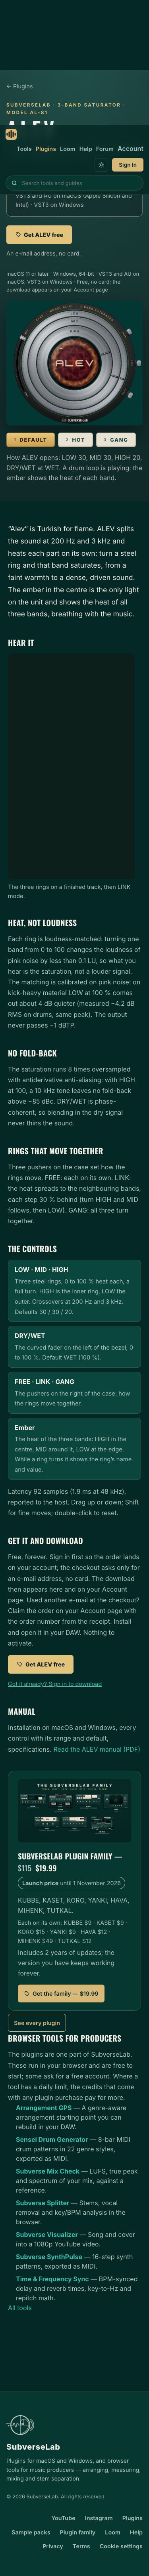 ← Plugins
SUBVERSELAB · 3-BAND SATURATOR ·
MODEL AL-81
ALEV
Tools Plugins Loom Help Forum Account
Sign in
Search tools and guides
VST3 and AU on macOS (Apple Silicon and
Intel) · VST3 on Windows
Get ALEV free
An e-mail address, no card.
macOS 11 or later · Windows, 64-bit · VST3 and AU on
macOS, VST3 on Windows · Free, no card; the
download appears on your Account page
ALEV
SUBVERSELAB
1 DEFAULT
2 HOT
3 GANG
How ALEV opens: LOW 30, MID 30, HIGH 20,
DRY/WET at WET. A drum loop is playing: the
ember shows the heat of each band.
“Alev” is Turkish for flame. ALEV splits
the sound at 200 Hz and 3 kHz and
heats each part on its own: turn a steel
ring and that band saturates, from a
faint warmth to a dense, driven sound.
The ember in the centre is the only light
on the unit and shows the heat of all
three bands, breathing with the music.
HEAR IT
The three rings on a finished track, then LINK
mode.
HEAT, NOT LOUDNESS
Each ring is loudness-matched: turning one
band from 0 to 100 changes the loudness of
pink noise by less than 0.1 LU, so what you
hear is the saturation, not a louder signal.
The matching is calibrated on pink noise: on
kick-heavy material LOW at 100 % comes
out about 4 dB quieter (measured −4.2 dB
RMS on drums, same peak). The output
never passes −1 dBTP.
NO FOLD-BACK
The three bands saturate oversampled
with antiderivative anti-aliasing: with HIGH
at 100, a 10 kHz tone leaves no fold-back
above −85 dBc. DRY/WET is phase-
coherent, so blending in the dry signal
never thins the sound.
RINGS THAT MOVE TOGETHER
Three pushers on the case set how the
rings move. FREE: each on its own. LINK:
the heat spreads to the neighbouring bands,
each step 30 % behind (turn HIGH and MID
follows, then LOW). GANG: all three turn
together.
THE CONTROLS
LOW · MID · HIGH
Three steel rings, 0 to 100 % heat each, a
full turn. HIGH is the inner ring, LOW the
outer. Crossovers at 200 Hz and 3 kHz.
Defaults 30 / 30 / 20.
DRY/WET
The curved fader on the left of the bezel, 0
to 100 %. Default WET (100 %).
FREE · LINK · GANG
The pushers on the right of the case: how
the rings move together.
Ember
The heat of the three bands: HIGH in the
centre, MID around it, LOW at the edge.
While a ring turns it shows the ring’s name
and value.
Latency 92 samples (1.9 ms at 48 kHz),
reported to the host. Drag up or down; Shift
for fine moves; double-click to reset.
GET IT AND DOWNLOAD
Free, forever. Sign in first so the order lands
on your account, and the checkout asks only
for an e-mail address, no card. The download
appears right here and on your Account
page. Used another e-mail at the checkout?
Claim the order on your Account page with
the order number from the receipt. Install
and open it in your DAW. Nothing to
activate.
Get ALEV free
Got it already? Sign in to download
MANUAL
Installation on macOS and Windows, every
control with its range and default,
specifications. Read the ALEV manual (PDF)
THE SUBVERSELAB FAMILY
SUBVERSELAB PLUGIN FAMILY —
$115 $19.99
Launch price until 1 November 2026
KUBBE, KASET, KORO, YANKI, HAVA,
MIHENK, TUTKAL.
Each on its own: KUBBE $9 · KASET $9 ·
KORO $15 · YANKI $9 · HAVA $12 ·
MIHENK $49 · TUTKAL $12
Includes 2 years of updates; the
version you have keeps working
forever.
Get the family — $19.99
See every plugin
BROWSER TOOLS FOR PRODUCERS
The plugins are one part of SubverseLab.
These run in your browser and are free to
start; some ask for a free account. Where a
tool has a daily limit, the credits that come
with any plugin purchase pay for more.
Arrangement GPS — A genre-aware
arrangement starting point you can
rebuild in your DAW.
Sensei Drum Generator — 8-bar MIDI
drum patterns in 22 genre styles,
exported as MIDI.
Subverse Mix Check — LUFS, true peak
and spectrum of your mix, against a
reference.
Subverse Splitter — Stems, vocal
removal and key/BPM analysis in the
browser.
Subverse Visualizer — Song and cover
into a 1080p YouTube video.
Subverse SynthPulse — 16-step synth
patterns, exported as MIDI.
Time & Frequency Sync — BPM-synced
delay and reverb times, key-to-Hz and
repitch math.
All tools
SubverseLab
Plugins for macOS and Windows, and browser
tools for music producers — arranging, measuring,
mixing and stem separation.
© 2026 SubverseLab. All rights reserved.
YouTube Instagram Plugins
Sample packs Plugin family Loom Help
Privacy Terms Cookie settings